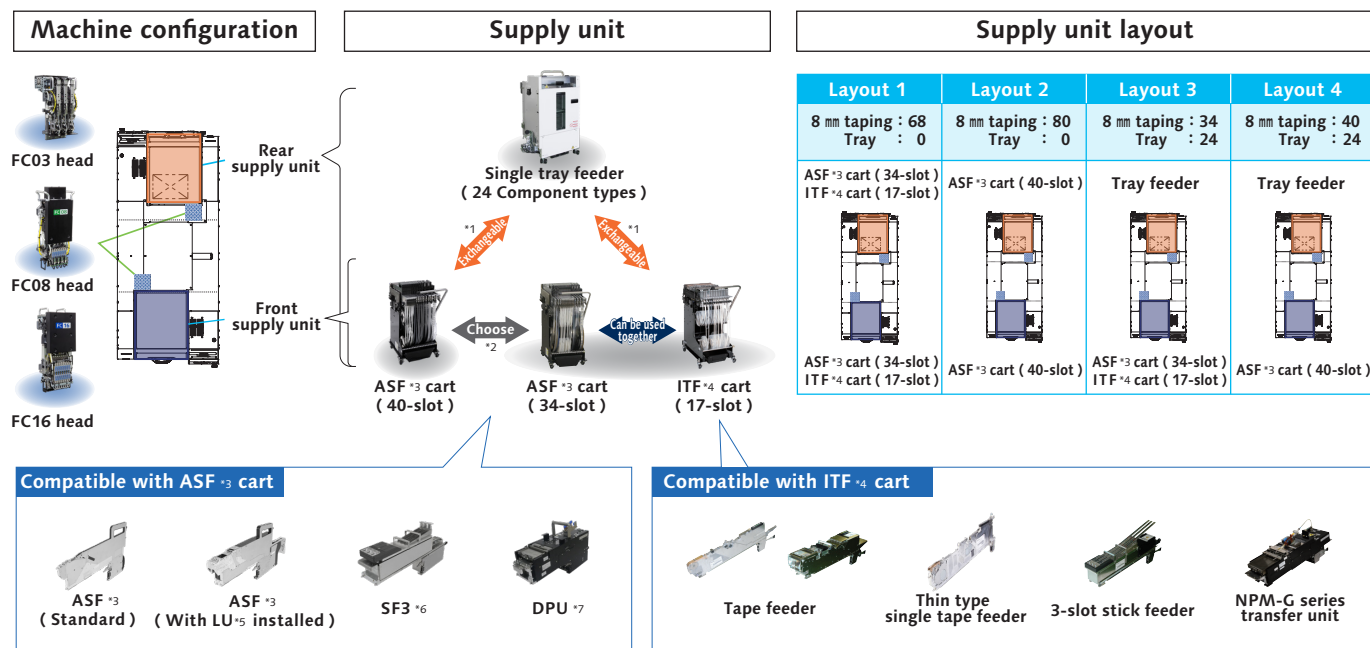 Machine configuration
FC03 head
FC08 head
FC16 head
Rear
supply unit
Front
supply unit
Supply unit
Single tray feeder
( 24 Component types )
*1
Exchangeable
Exchangeable
*1
Choose
*2
Can be used
together
ASF *3 cart
( 40-slot )
ASF *3 cart
( 34-slot )
ITF *4 cart
( 17-slot )
Supply unit layout
Layout 1
Layout 2
Layout 3
Layout 4
8 mm taping : 68
Tray : 0
8 mm taping : 80
Tray : 0
8 mm taping : 34
Tray : 24
8 mm taping : 40
Tray : 24
ASF *3 cart ( 34-slot )
ITF *4 cart ( 17-slot )
ASF *3 cart ( 40-slot )
Tray feeder
Tray feeder
ASF *3 cart ( 34-slot )
ITF *4 cart ( 17-slot )
ASF *3 cart ( 40-slot )
ASF *3 cart ( 34-slot )
ITF *4 cart ( 17-slot )
ASF *3 cart ( 40-slot )
Compatible with ASF *3 cart
ASF *3
( Standard )
ASF *3
( With LU*5 installed )
SF3 *6
DPU *7
Compatible with ITF *4 cart
Tape feeder
Thin type
single tape feeder
3-slot stick feeder
NPM-G series
transfer unit